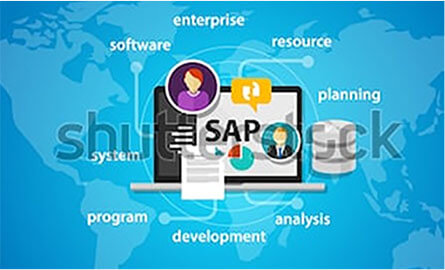 enterprise
software
resource
planning
SAP
shutterstock
system
program
analysis
development